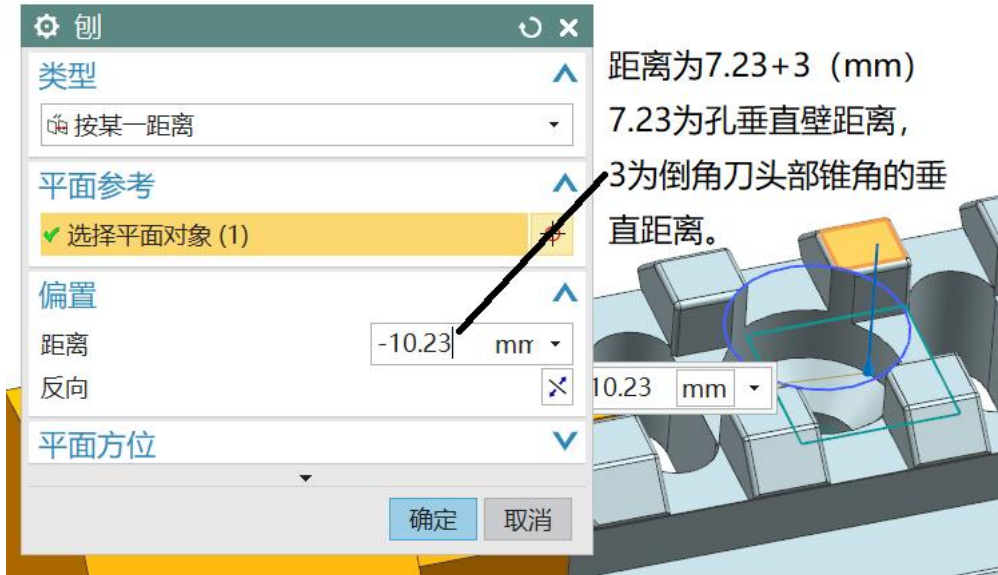 刨
类型
按某一距离
平面参考
选择平面对象 (1)
偏置
距离
-10.23 mm
反向
平面方位
确定 取消
距离为7.23+3（mm）
7.23为孔垂直壁距离，
3为倒角刀头部锥角的垂
直距离。
10.23 mm